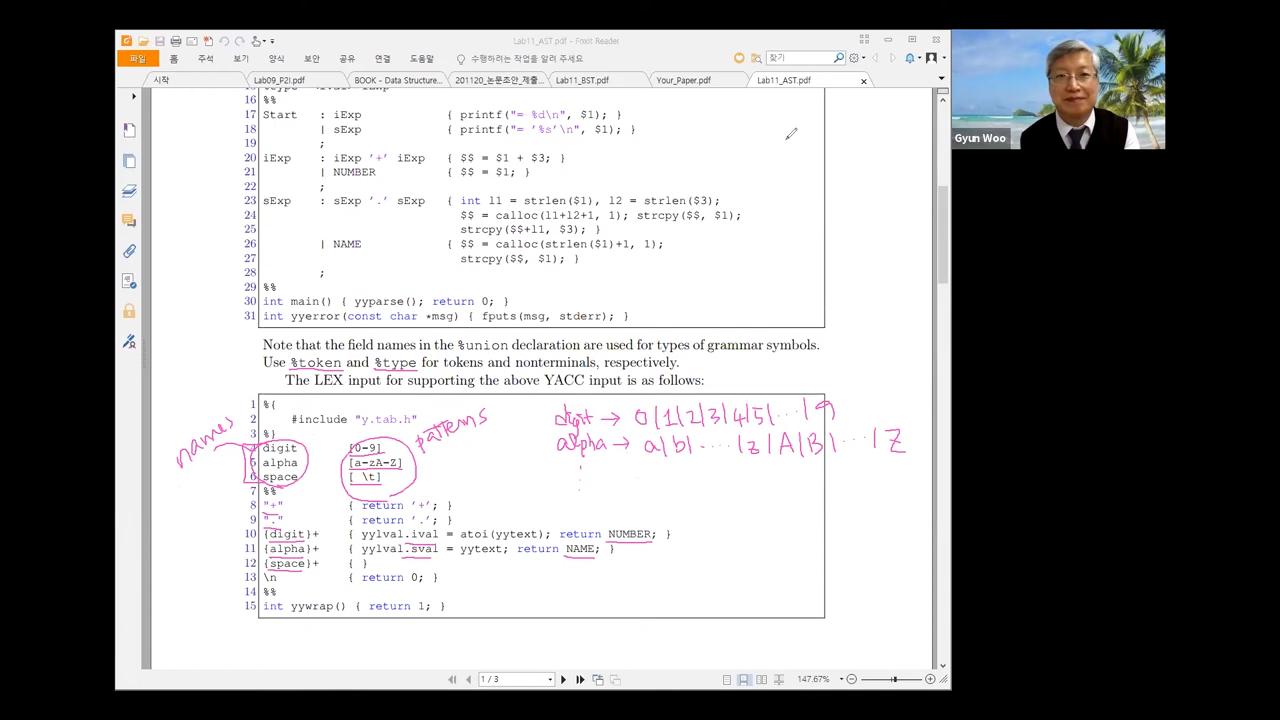 Lab11_AST.pdf - Foxit Reader
파일 홈 주석 보기 양식 보호 공유 연결 도움말 수행하려는 작업을 알려 주세요 찾기
시작 Lab09_P2I.pdf BOOK - Data Structure... 201120_논문초안_제출... Lab11_BST.pdf Your_Paper.pdf Lab11_AST.pdf
Gyun Woo
16 %%
17 Start : iExp { printf("= %d\n", $1); }
18 | sExp { printf("= '%s'\n", $1); }
19 ;
20 iExp : iExp '+' iExp { $$ = $1 + $3; }
21 | NUMBER { $$ = $1; }
22 ;
23 sExp : sExp '.' sExp { int l1 = strlen($1), l2 = strlen($3);
24 $$ = calloc(l1+l2+1, 1); strcpy($$, $1);
25 strcpy($$+l1, $3); }
26 | NAME { $$ = calloc(strlen($1)+1, 1);
27 strcpy($$, $1); }
28 ;
29 %%
30 int main() { yyparse(); return 0; }
31 int yyerror(const char *msg) { fputs(msg, stderr); }
Note that the field names in the %union declaration are used for types of grammar symbols.
Use %token and %type for tokens and nonterminals, respectively.
The LEX input for supporting the above YACC input is as follows:
1 %{
2 #include "y.tab.h"
3 %}
4 digit [0-9]
5 alpha [a-zA-Z]
6 space [ \t]
7 %%
8 "+" { return '+'; }
9 "." { return '.'; }
10 {digit}+ { yylval.ival = atoi(yytext); return NUMBER; }
11 {alpha}+ { yylval.sval = yytext; return NAME; }
12 {space}+ { }
13 \n { return 0; }
14 %%
15 int yywrap() { return 1; }
names
patterns
digit → 0|1|2|3|4|5|...|9
alpha → a|b|....|z|A|B|...|Z
1 / 3
147.67%